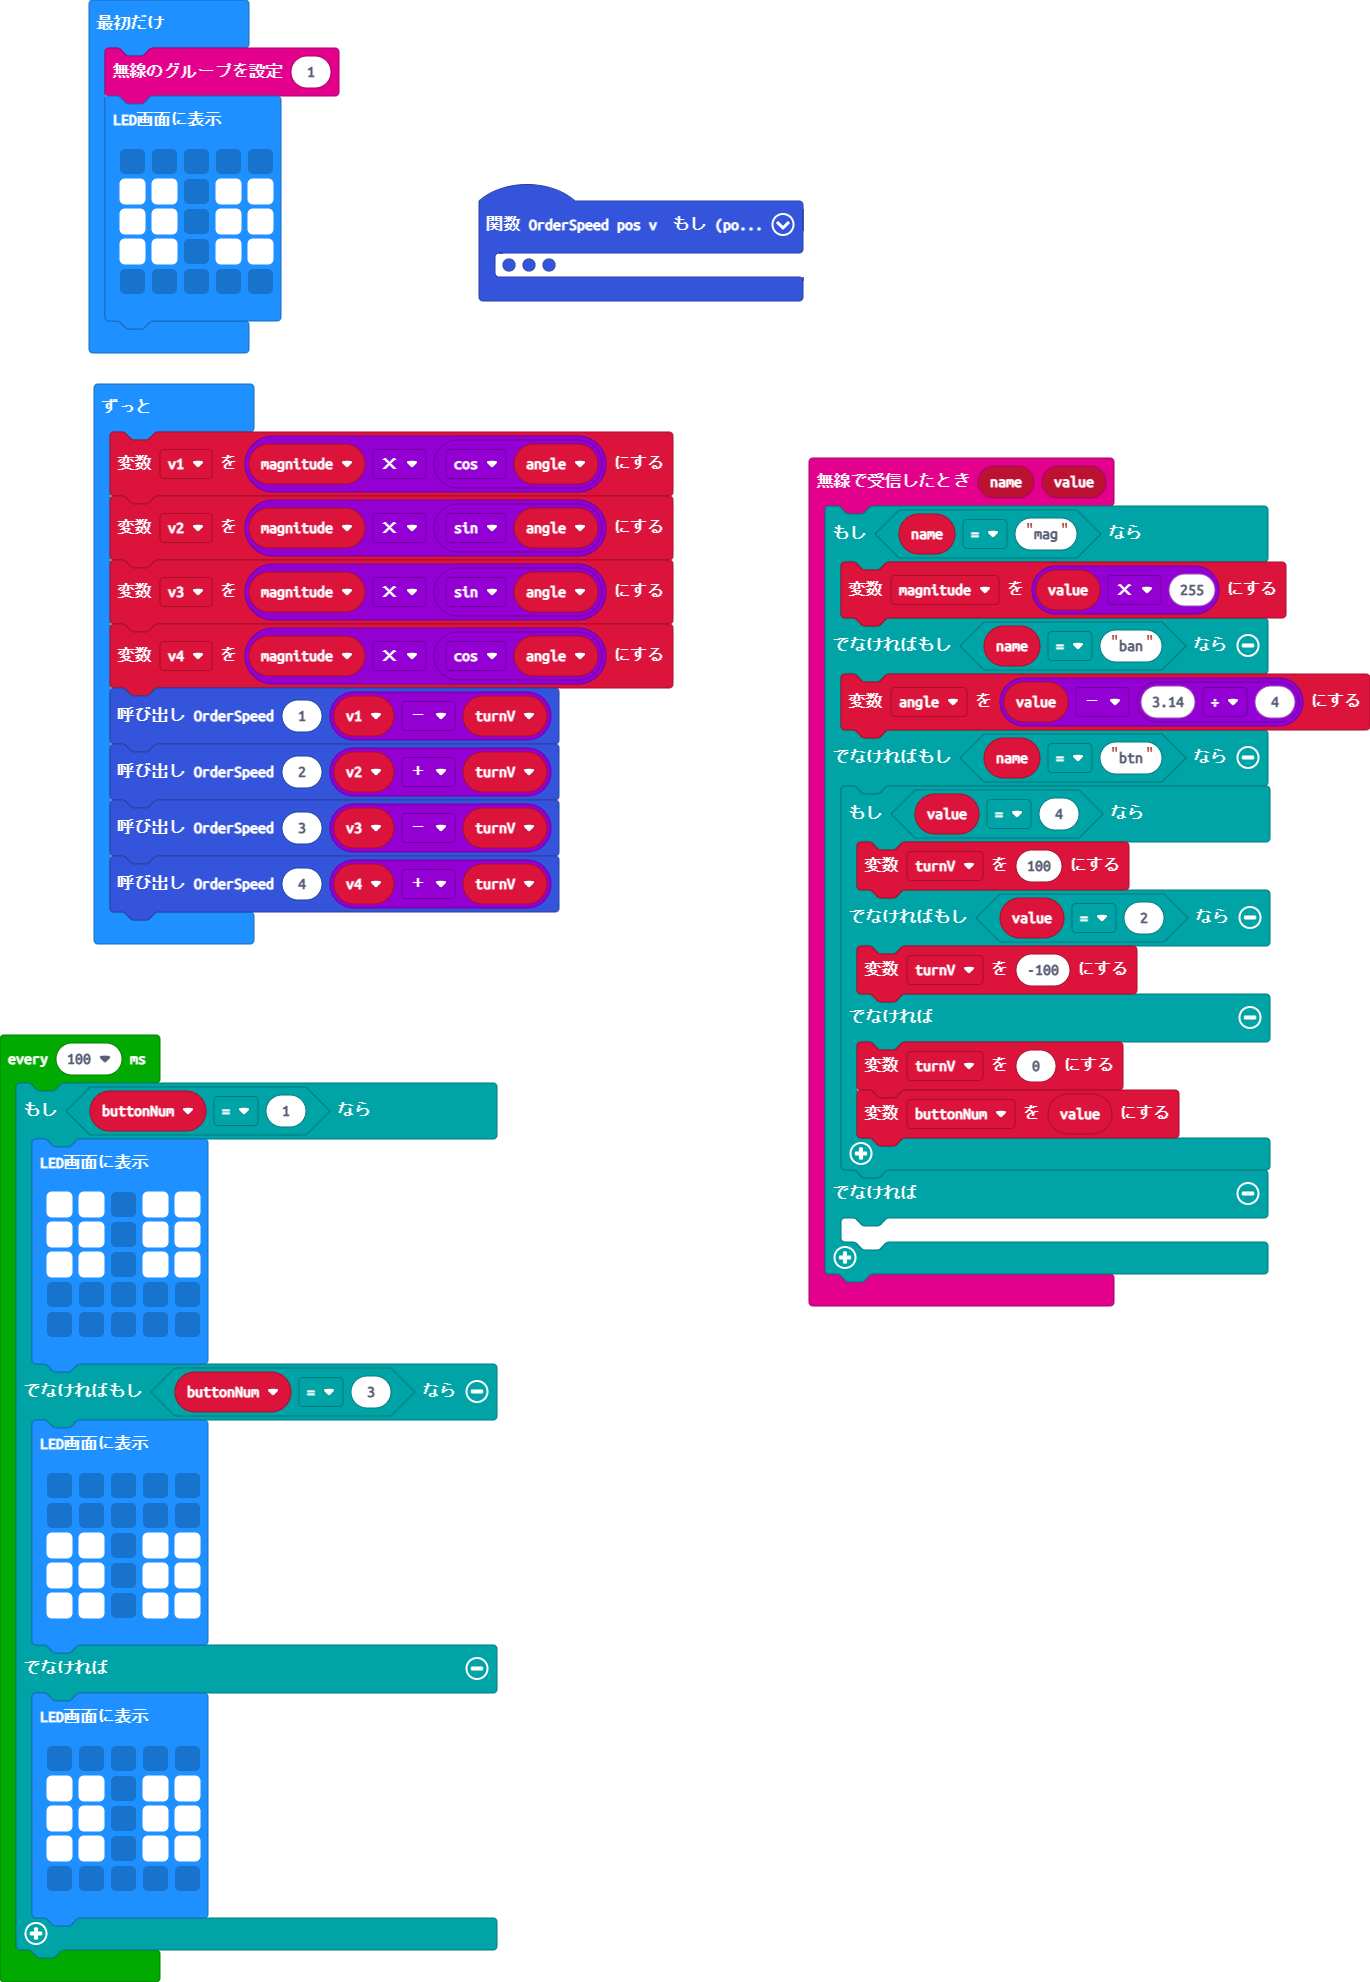 最初だけ
無線のグループを設定 1
LED画面に表示
関数 OrderSpeed pos v もし (po...
ずっと
変数 v1 を magnitude × cos angle にする
変数 v2 を magnitude × sin angle にする
変数 v3 を magnitude × sin angle にする
変数 v4 を magnitude × cos angle にする
呼び出し OrderSpeed 1 v1 - turnV
呼び出し OrderSpeed 2 v2 + turnV
呼び出し OrderSpeed 3 v3 - turnV
呼び出し OrderSpeed 4 v4 + turnV
無線で受信したとき name value
もし name = "mag" なら
変数 magnitude を value × 255 にする
でなければもし name = "ban" なら
変数 angle を value - 3.14 ÷ 4 にする
でなければもし name = "btn" なら
もし value = 4 なら
変数 turnV を 100 にする
でなければもし value = 2 なら
変数 turnV を -100 にする
でなければ
変数 turnV を 0 にする
変数 buttonNum を value にする
でなければ
every 100 ms
もし buttonNum = 1 なら
LED画面に表示
でなければもし buttonNum = 3 なら
LED画面に表示
でなければ
LED画面に表示